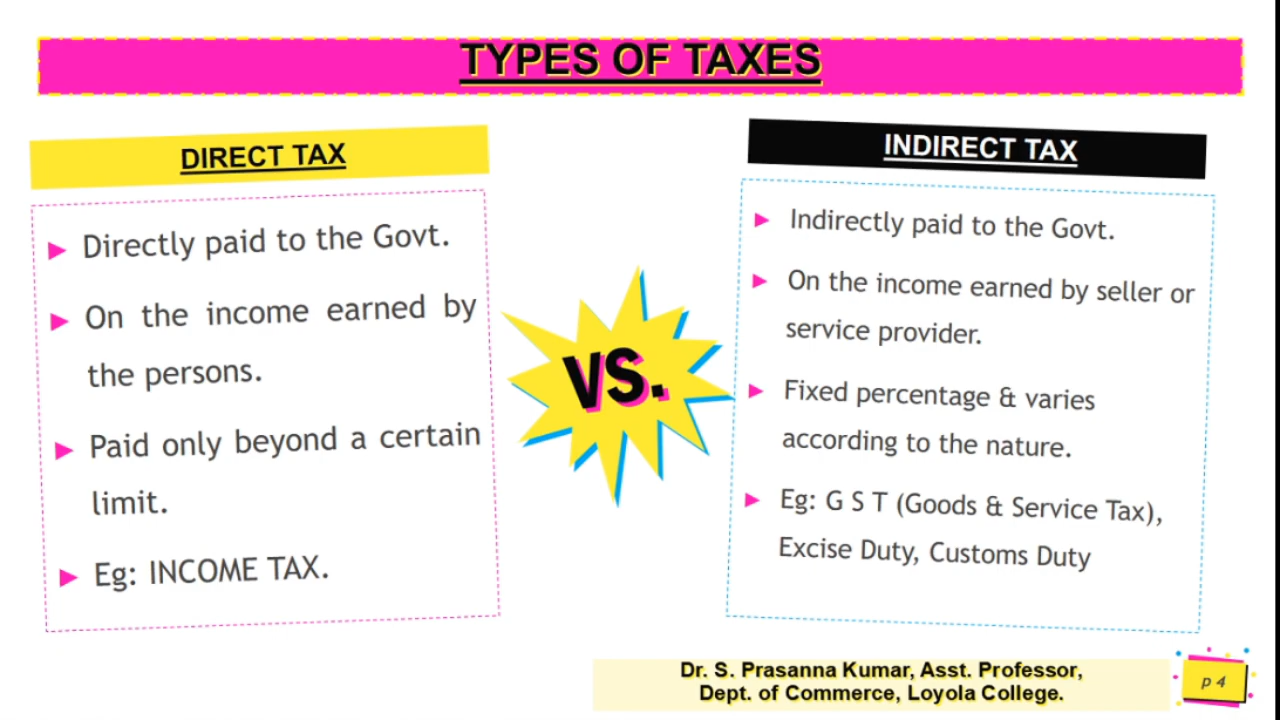 TYPES OF TAXES
DIRECT TAX
Directly paid to the Govt.
On the income earned by
the persons.
Paid only beyond a certain
limit.
Eg: INCOME TAX.
VS.
INDIRECT TAX
Indirectly paid to the Govt.
On the income earned by seller or
service provider.
Fixed percentage & varies
according to the nature.
Eg: G S T (Goods & Service Tax),
Excise Duty, Customs Duty
Dr. S. Prasanna Kumar, Asst. Professor,
Dept. of Commerce, Loyola College.
p 4